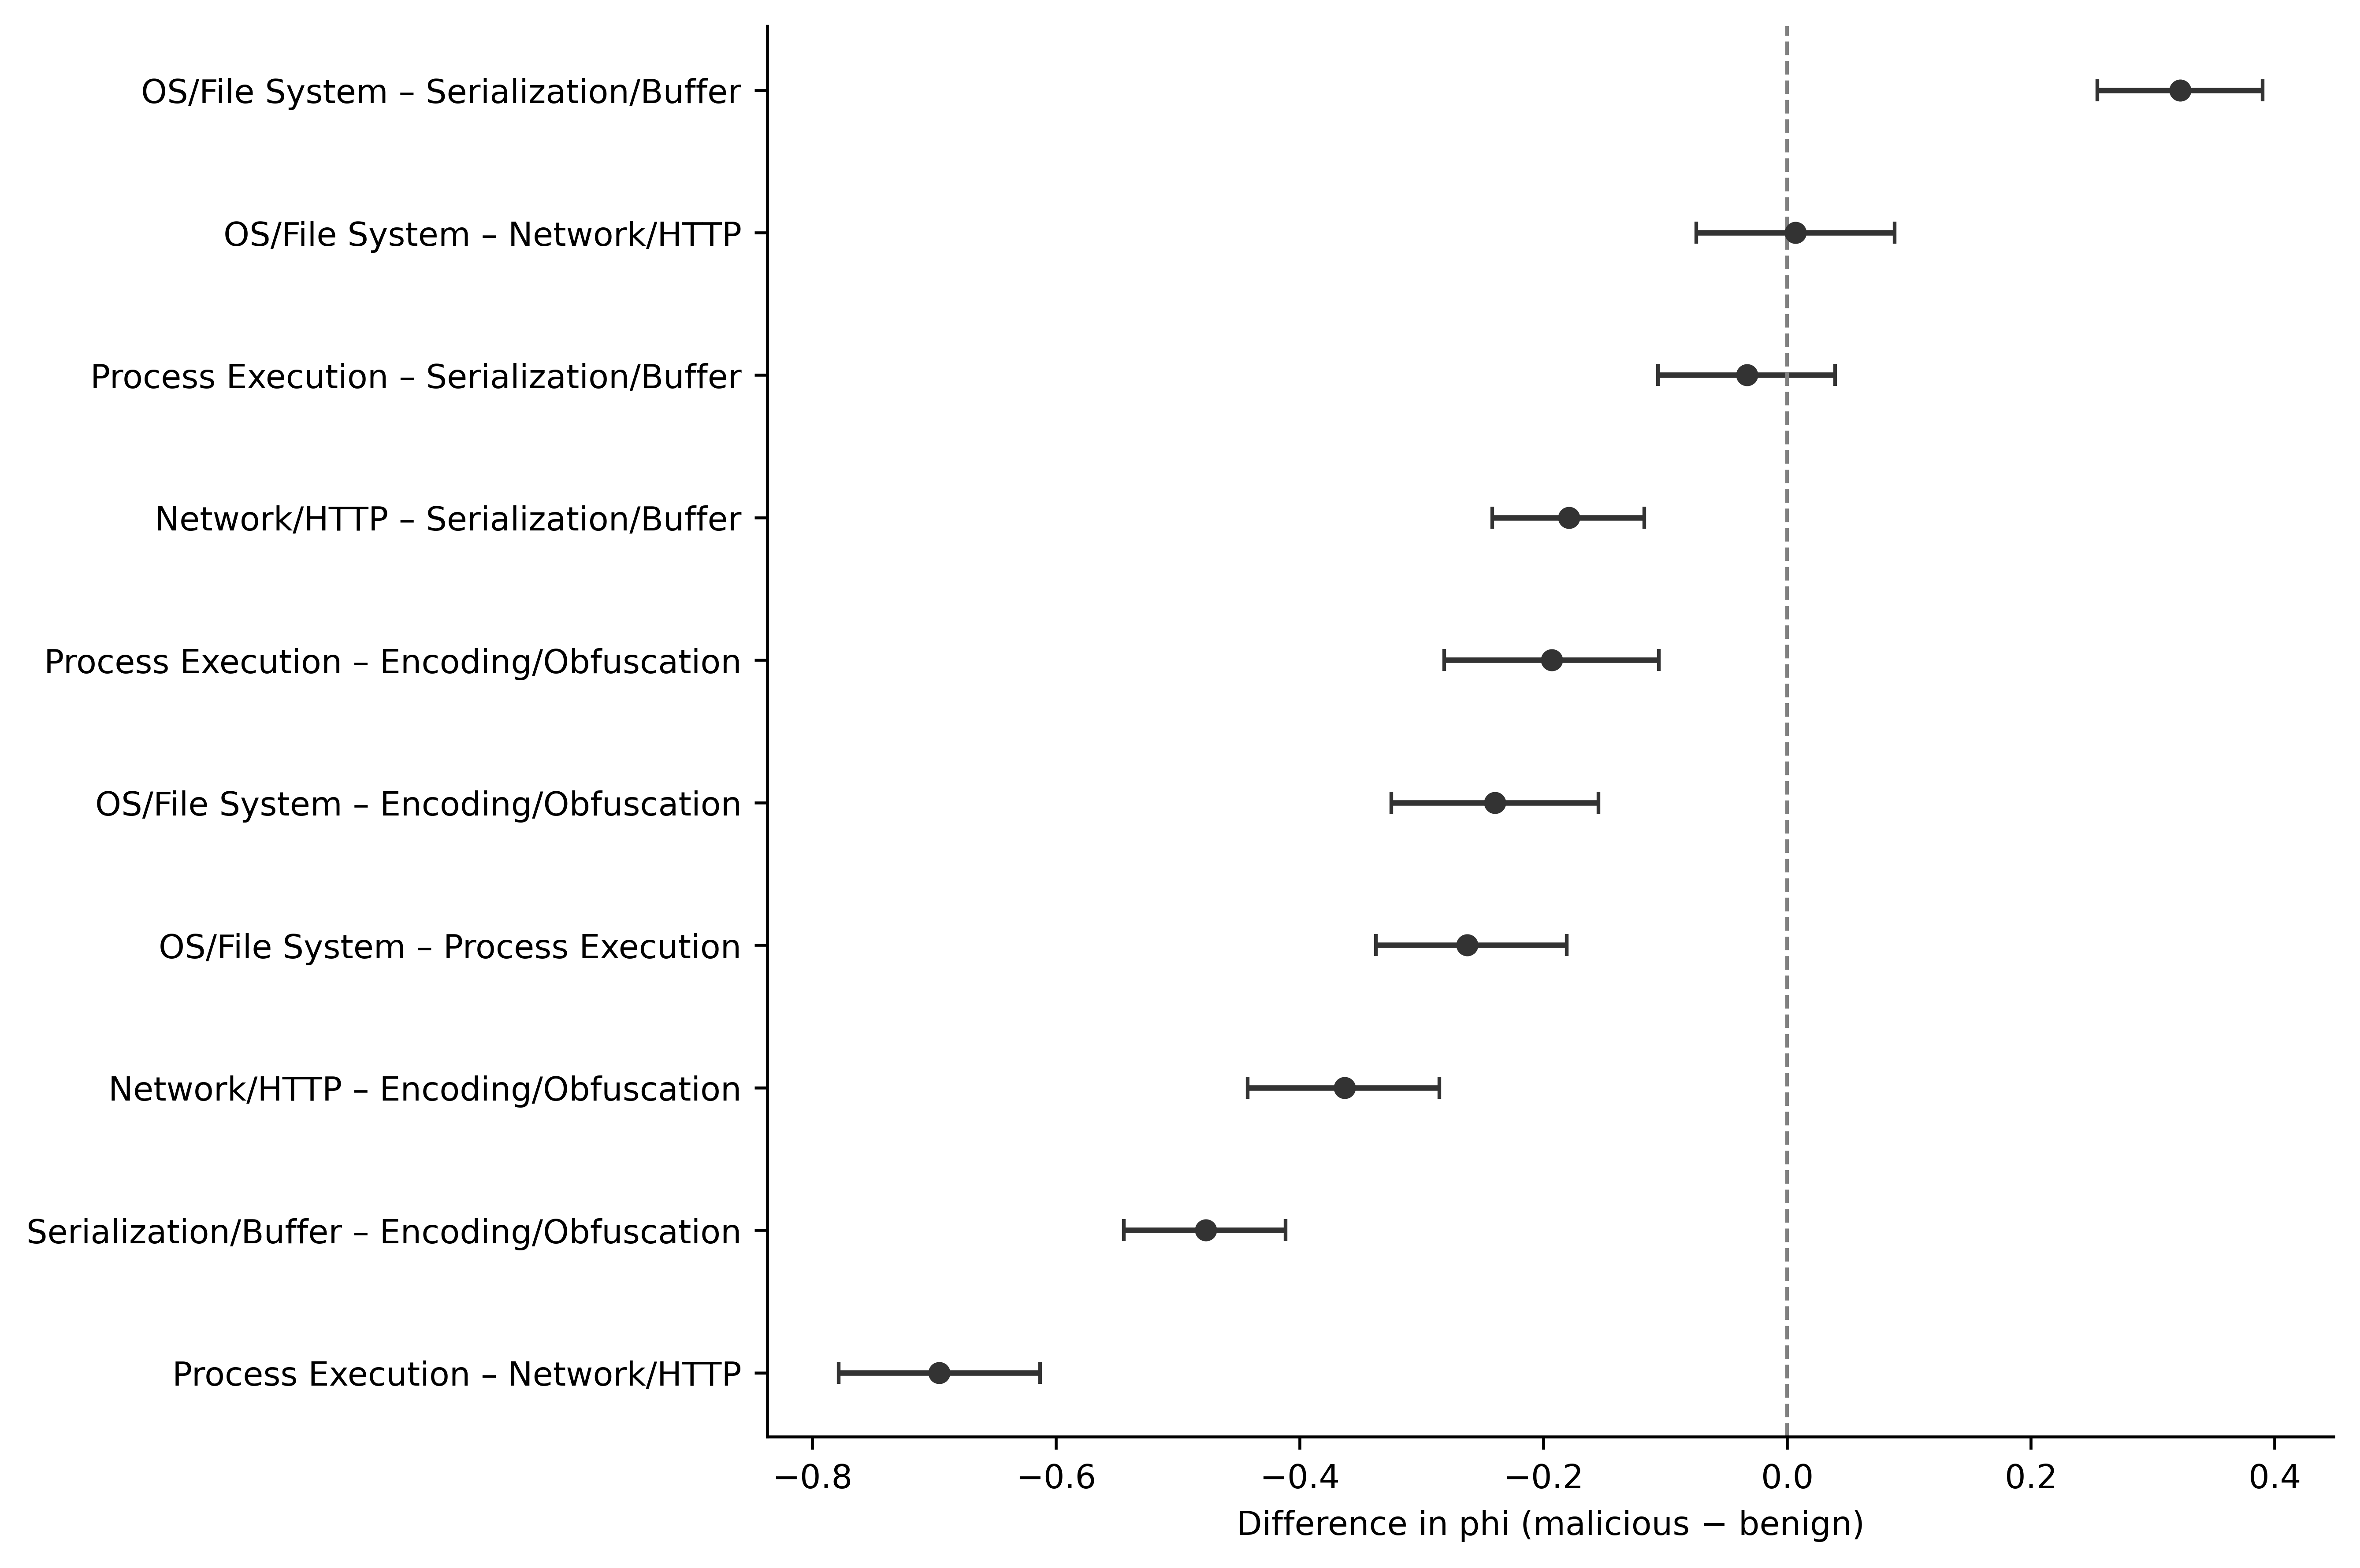 OS/File System – Serialization/Buffer
OS/File System – Network/HTTP
Process Execution – Serialization/Buffer
Network/HTTP – Serialization/Buffer
Process Execution – Encoding/Obfuscation
OS/File System – Encoding/Obfuscation
OS/File System – Process Execution
Network/HTTP – Encoding/Obfuscation
Serialization/Buffer – Encoding/Obfuscation
Process Execution – Network/HTTP
−0.8 −0.6 −0.4 −0.2 0.0 0.2 0.4
Difference in phi (malicious − benign)